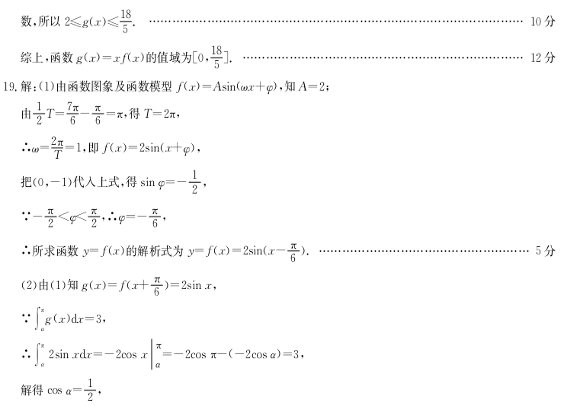 数,所以 2≤g(x)≤18/5. …………………………………………………… 10 分
综上,函数 g(x)=xf(x)的值域为[0,18/5]. …………………………………… 12 分
19.解:(1)由函数图象及函数模型 f(x)=Asin(ωx+φ),知 A=2;
由1/2T=7π/6-π/6=π,得 T=2π,
∴ω=2π/T=1,即 f(x)=2sin(x+φ),
把(0,-1)代入上式,得 sin φ=-1/2,
∵-π/2<φ<π/2,∴φ=-π/6,
∴所求函数 y=f(x)的解析式为 y=f(x)=2sin(x-π/6). …………………………… 5 分
(2)由(1)知 g(x)=f(x+π/6)=2sin x,
∵∫_α^π g(x)dx=3,
∴∫_α^π 2sin xdx=-2cos x|_α^π=-2cos π-(-2cos α)=3,
解得 cos α=1/2,